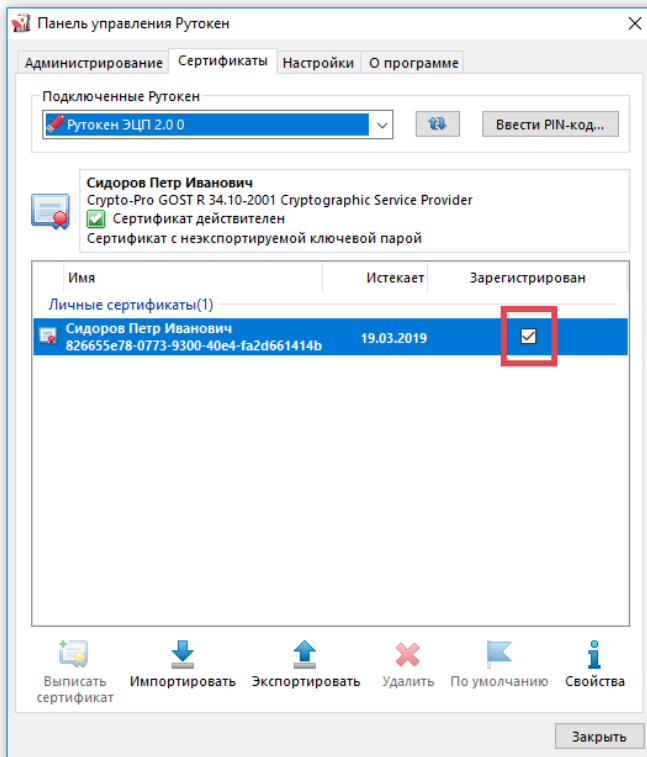 Панель управления Рутокен
Администрирование Сертификаты Настройки О программе
Подключенные Рутокен
Рутокен ЭЦП 2.0 0
Ввести PIN-код...
Сидоров Петр Иванович
Crypto-Pro GOST R 34.10-2001 Cryptographic Service Provider
Сертификат действителен
Сертификат с неэкспортируемой ключевой парой
Имя Истекает Зарегистрирован
Личные сертификаты(1)
Сидоров Петр Иванович
826655e78-0773-9300-40e4-fa2d661414b 19.03.2019
Выписать сертификат
Импортировать
Экспортировать
Удалить
По умолчанию
Свойства
Закрыть